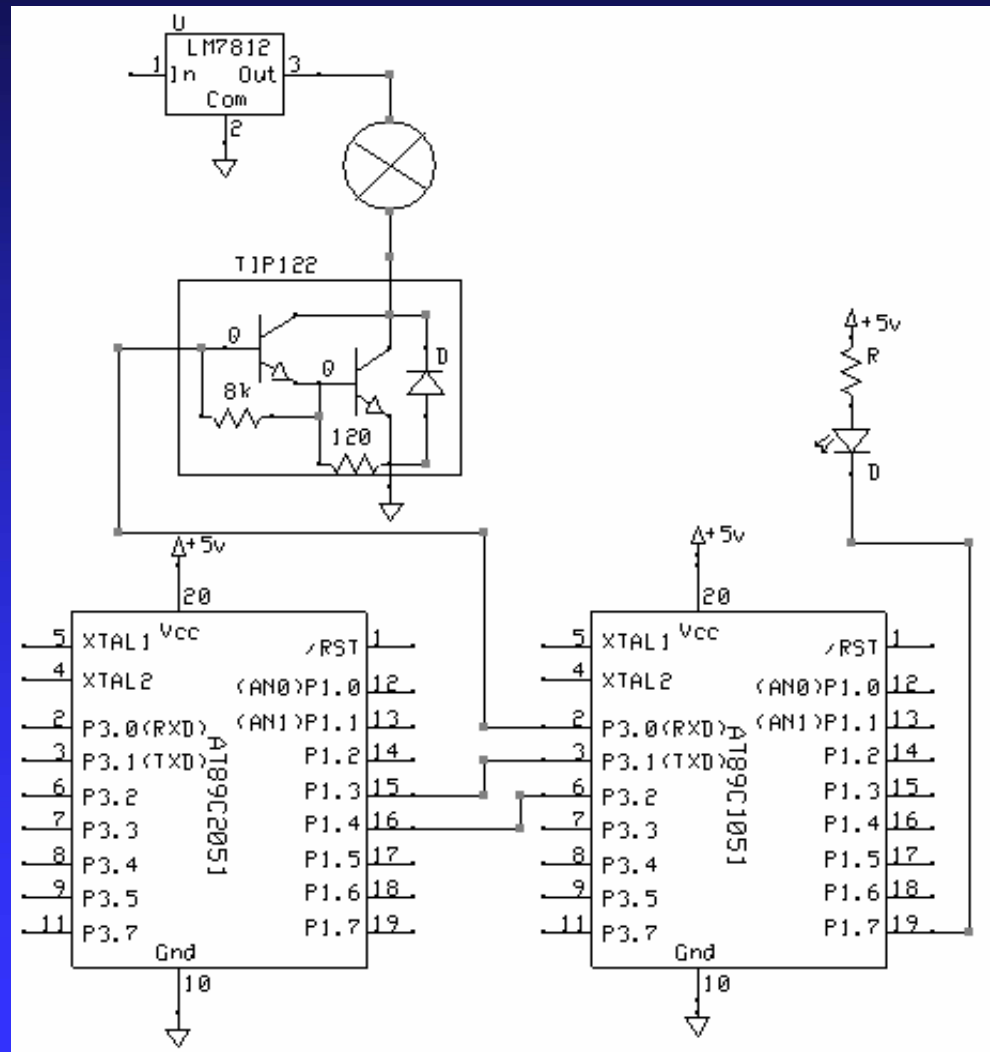 U
LM7812
1 In Out 3
Com
2
TIP122
Q
Q
D
8k
120
+5v
R
D
+5v
20
Vcc
5 XTAL1 /RST 1
4 XTAL2 (AN0)P1.0 12
2 P3.0(RXD) (AN1)P1.1 13
3 P3.1(TXD) P1.2 14
6 P3.2 P1.3 15
7 P3.3 P1.4 16
8 P3.4 P1.5 17
9 P3.5 P1.6 18
11 P3.7 P1.7 19
AT89C2051
Gnd
10
+5v
20
Vcc
5 XTAL1 /RST 1
4 XTAL2 (AN0)P1.0 12
2 P3.0(RXD) (AN1)P1.1 13
3 P3.1(TXD) P1.2 14
6 P3.2 P1.3 15
7 P3.3 P1.4 16
8 P3.4 P1.5 17
9 P3.5 P1.6 18
11 P3.7 P1.7 19
AT89C1051
Gnd
10